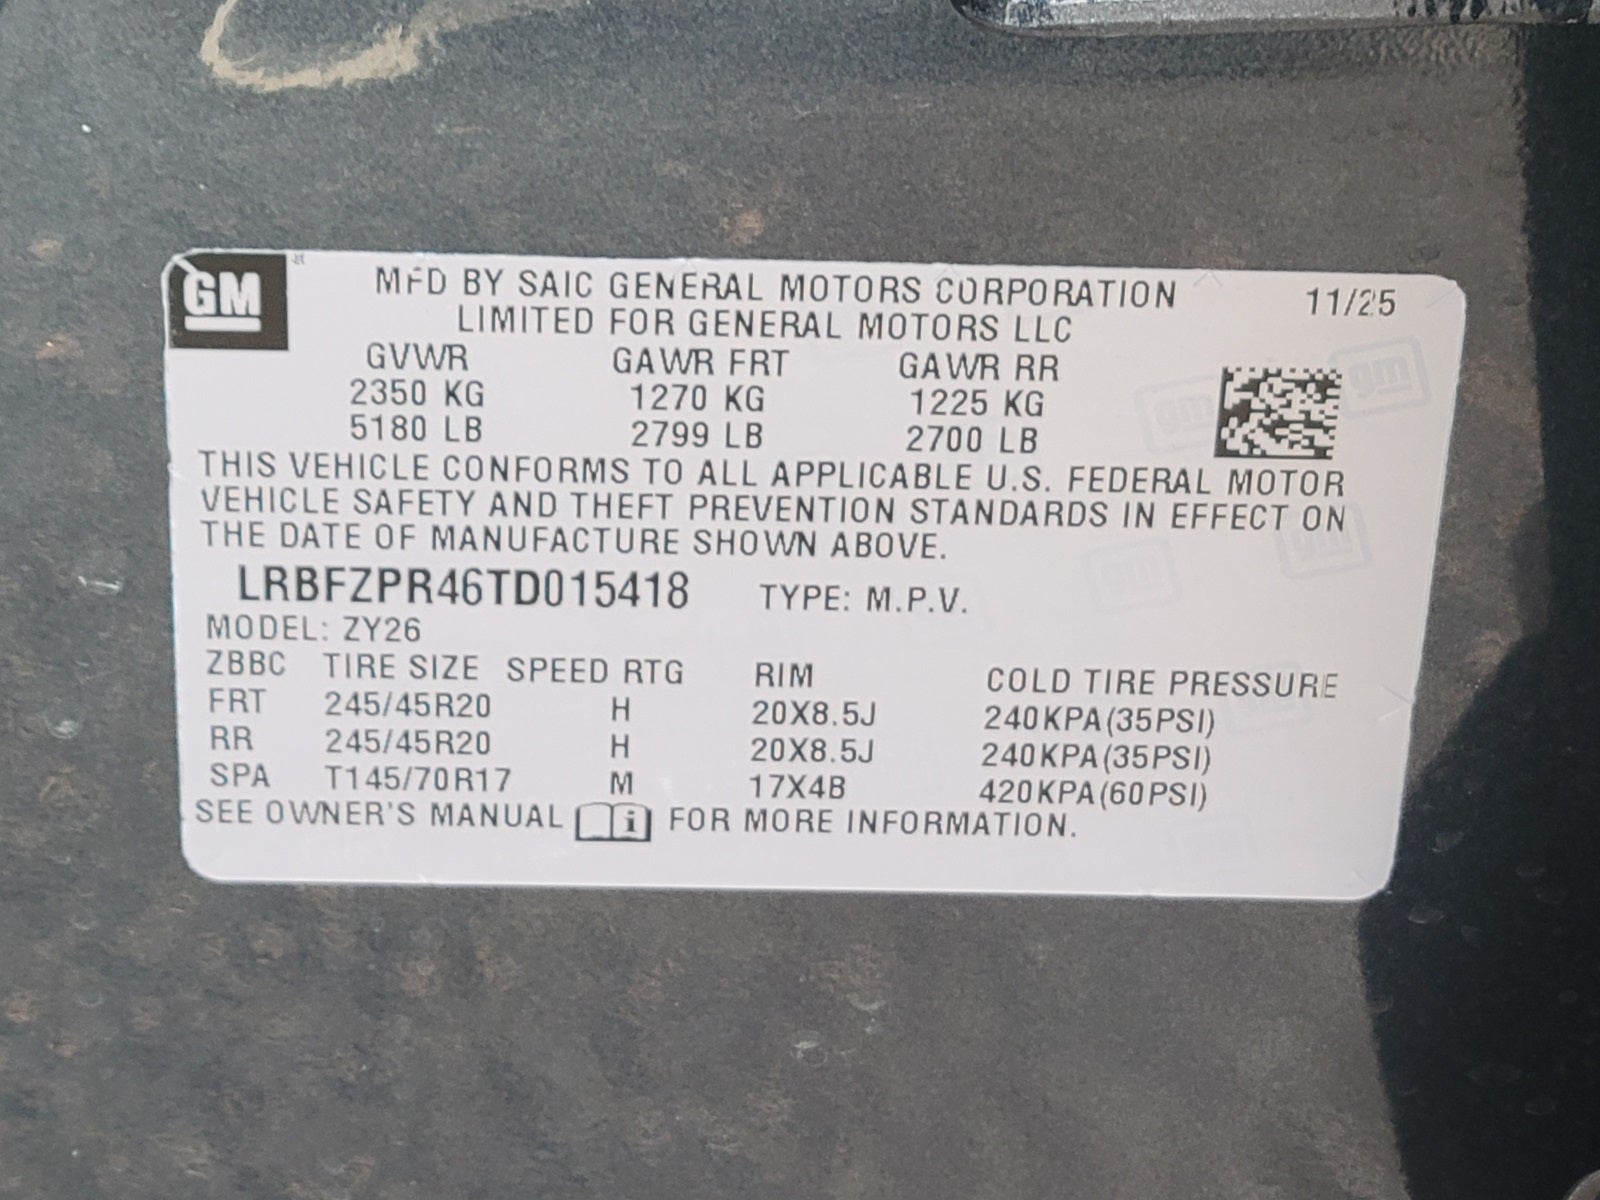 GM
MFD BY SAIC GENERAL MOTORS CORPORATION 11/25
LIMITED FOR GENERAL MOTORS LLC
GVWR GAWR FRT GAWR RR
2350 KG 1270 KG 1225 KG
5180 LB 2799 LB 2700 LB
THIS VEHICLE CONFORMS TO ALL APPLICABLE U.S. FEDERAL MOTOR
VEHICLE SAFETY AND THEFT PREVENTION STANDARDS IN EFFECT ON
THE DATE OF MANUFACTURE SHOWN ABOVE.
LRBFZPR46TD015418 TYPE: M.P.V.
MODEL: ZY26
ZBBC TIRE SIZE SPEED RTG RIM COLD TIRE PRESSURE
FRT 245/45R20 H 20X8.5J 240KPA(35PSI)
RR 245/45R20 H 20X8.5J 240KPA(35PSI)
SPA T145/70R17 M 17X4B 420KPA(60PSI)
SEE OWNER'S MANUAL i FOR MORE INFORMATION.
gm
gm
gm
gm